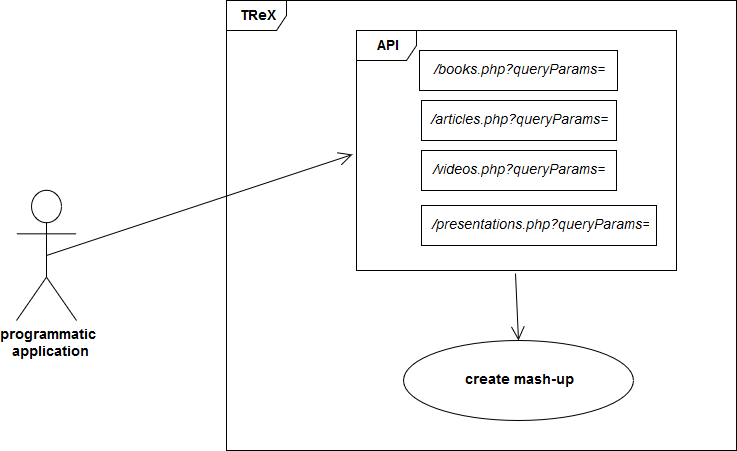 TReX
API
/books.php?queryParams=
/articles.php?queryParams=
/videos.php?queryParams=
/presentations.php?queryParams=
programmatic
application
create mash-up